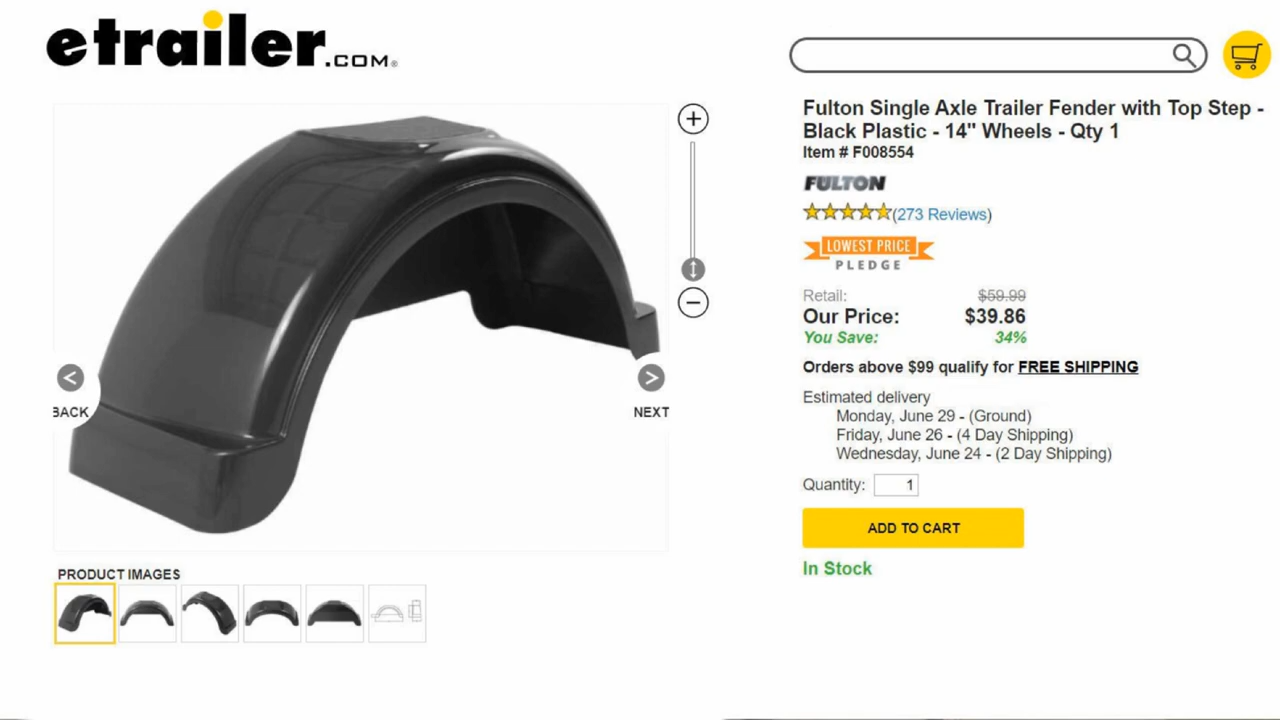 etrailer.COM®
Fulton Single Axle Trailer Fender with Top Step -
Black Plastic - 14" Wheels - Qty 1
Item # F008554
FULTON
(273 Reviews)
LOWEST PRICE
PLEDGE
Retail: $59.99
Our Price: $39.86
You Save: 34%
Orders above $99 qualify for FREE SHIPPING
Estimated delivery
Monday, June 29 - (Ground)
Friday, June 26 - (4 Day Shipping)
Wednesday, June 24 - (2 Day Shipping)
Quantity: 1
ADD TO CART
In Stock
BACK
NEXT
PRODUCT IMAGES